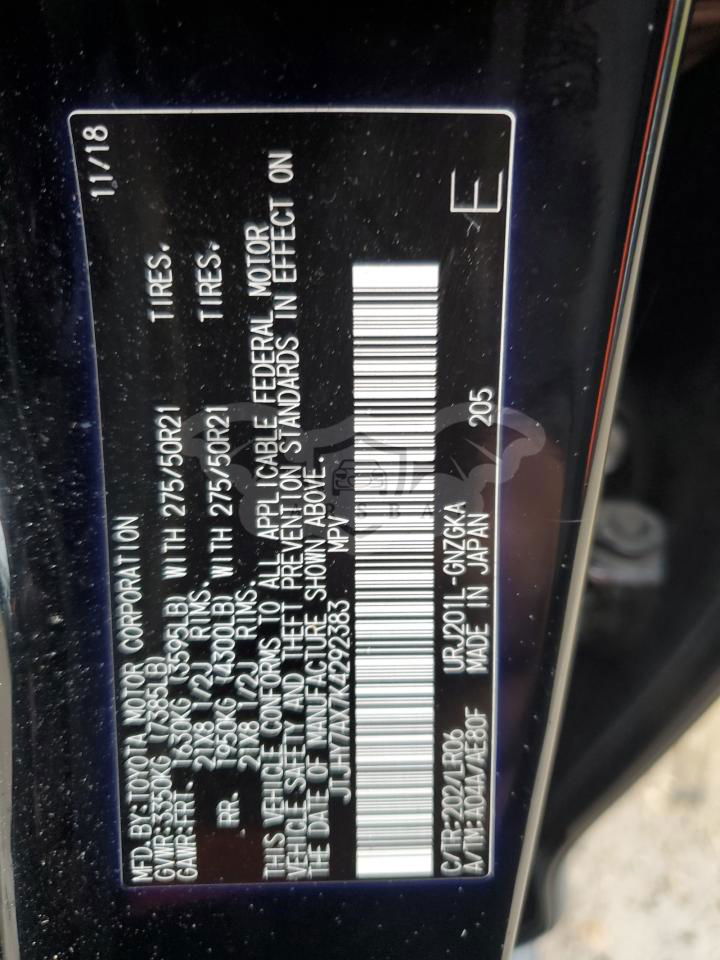 MFD.BY:TOYOTA MOTOR CORPORATION 11/18
GVWR:3350KG (7385LB)
GAWR:FR. 1630KG (3595LB) WITH 275/50R21 TIRES.
21X8 1/2J RIMS.
RR. 1950KG (4300LB) WITH 275/50R21 TIRES.
21X8 1/2J RIMS.
THIS VEHICLE CONFORMS TO ALL APPLICABLE FEDERAL MOTOR
VEHICLE SAFETY AND THEFT PREVENTION STANDARDS IN EFFECT ON
THE DATE OF MANUFACTURE SHOWN ABOVE.
JTJHY7AX7K4292383 MPV
C/TR:202/LR06 URJ201L-GNZGKA
A/TM:A04A/AE80F MADE IN JAPAN 205
E